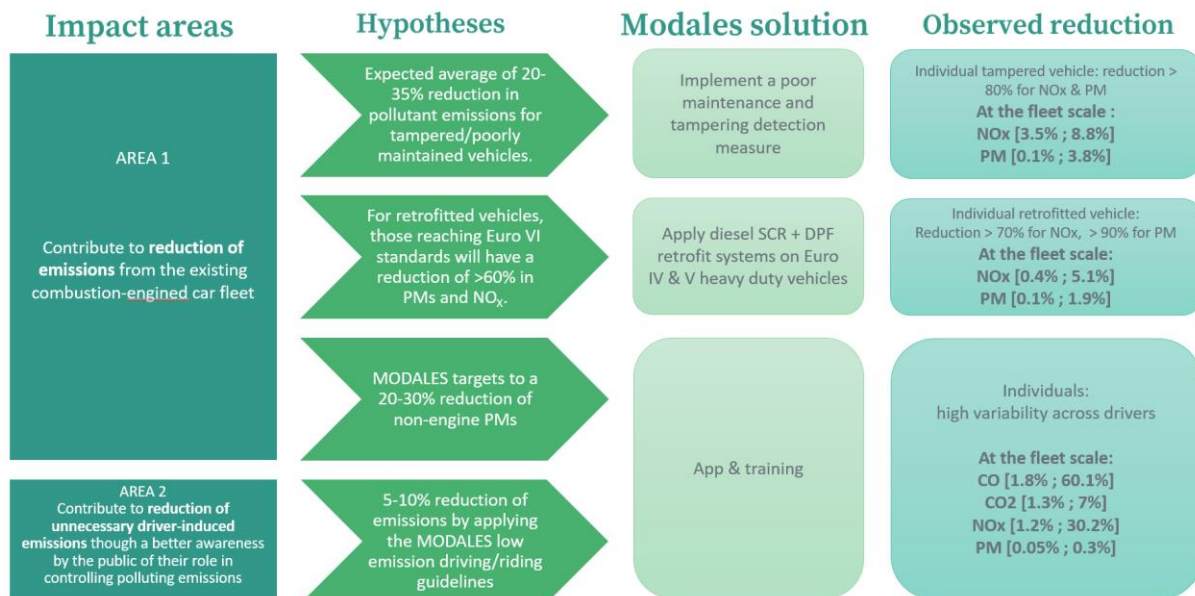 Impact areas
Hypotheses
Modales solution
Observed reduction
AREA 1
Contribute to reduction of
emissions from the existing
combustion-engined car fleet
Expected average of 20-
35% reduction in
pollutant emissions for
tampered/poorly
maintained vehicles.
Implement a poor
maintenance and
tampering detection
measure
Individual tampered vehicle: reduction >
80% for NOx & PM
At the fleet scale :
NOx [3.5% ; 8.8%]
PM [0.1% ; 3.8%]
For retrofitted vehicles,
those reaching Euro VI
standards will have a
reduction of >60% in
PMs and NOX.
Apply diesel SCR + DPF
retrofit systems on Euro
IV & V heavy duty vehicles
Individual retrofitted vehicle:
Reduction > 70% for NOx, > 90% for PM
At the fleet scale:
NOx [0.4% ; 5.1%]
PM [0.1% ; 1.9%]
MODALES targets to a
20-30% reduction of
non-engine PMs
App & training
Individuals:
high variability across drivers
At the fleet scale:
CO [1.8% ; 60.1%]
CO2 [1.3% ; 7%]
NOx [1.2% ; 30.2%]
PM [0.05% ; 0.3%]
AREA 2
Contribute to reduction of
unnecessary driver-induced
emissions though a better awareness
by the public of their role in
controlling polluting emissions
5-10% reduction of
emissions by applying
the MODALES low
emission driving/riding
guidelines